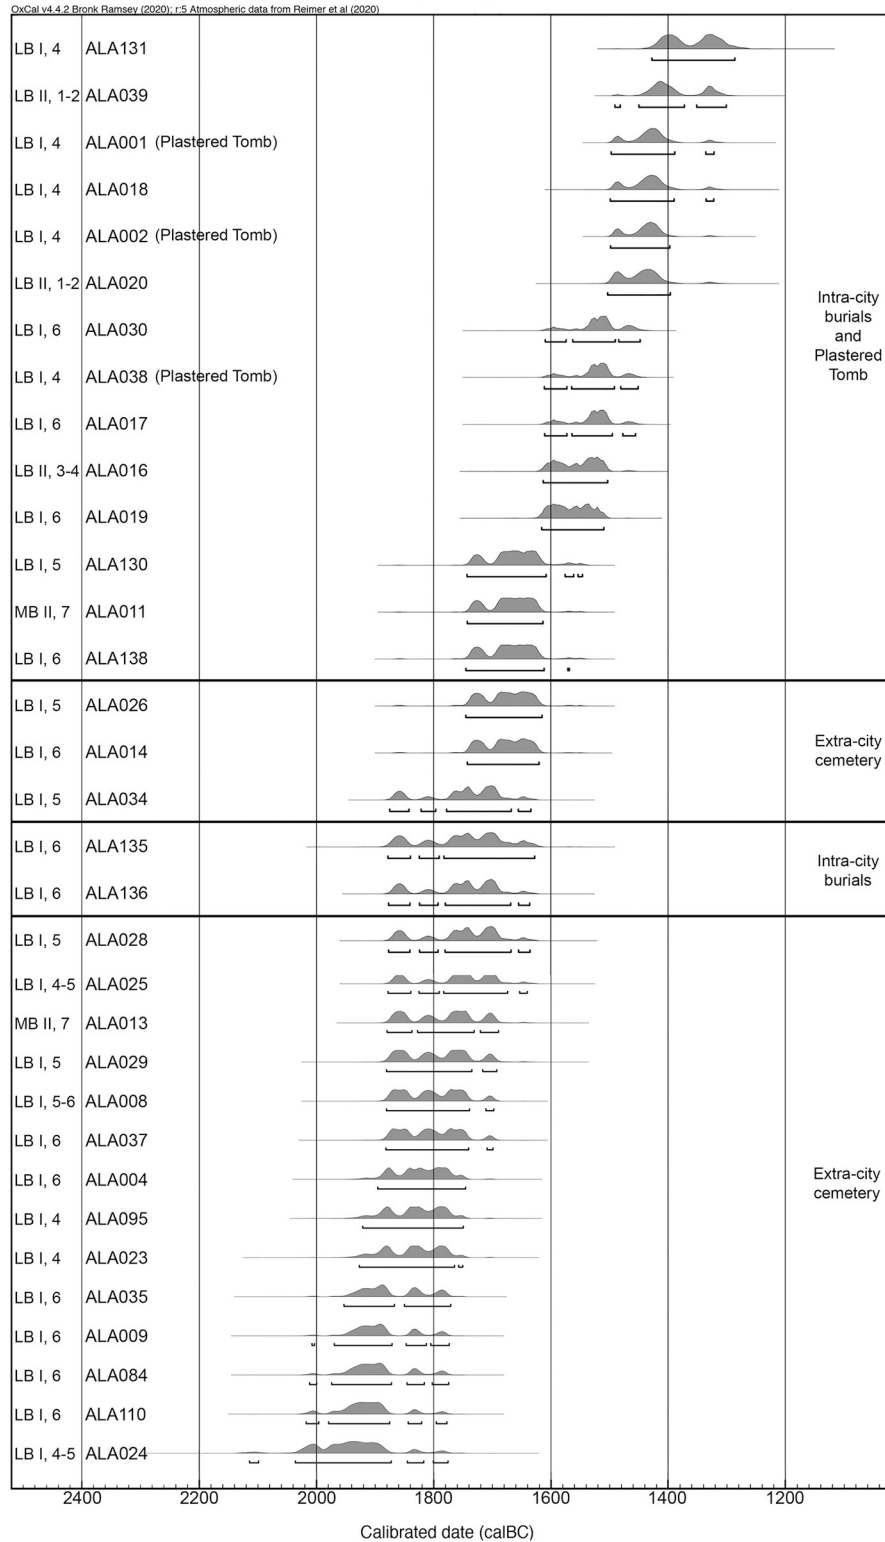 OxCal v4.4.2 Bronk Ramsey (2020); r:5 Atmospheric data from Reimer et al (2020)
LB I, 4 ALA131
LB II, 1-2 ALA039
LB I, 4 ALA001 (Plastered Tomb)
LB I, 4 ALA018
LB I, 4 ALA002 (Plastered Tomb)
LB II, 1-2 ALA020
LB I, 6 ALA030
LB I, 4 ALA038 (Plastered Tomb)
LB I, 6 ALA017
LB II, 3-4 ALA016
LB I, 6 ALA019
LB I, 5 ALA130
MB II, 7 ALA011
LB I, 6 ALA138
Intra-city
burials
and
Plastered
Tomb
LB I, 5 ALA026
LB I, 6 ALA014
LB I, 5 ALA034
Extra-city
cemetery
LB I, 6 ALA135
LB I, 6 ALA136
Intra-city
burials
LB I, 5 ALA028
LB I, 4-5 ALA025
MB II, 7 ALA013
LB I, 5 ALA029
LB I, 5-6 ALA008
LB I, 6 ALA037
LB I, 6 ALA004
LB I, 4 ALA095
LB I, 4 ALA023
LB I, 6 ALA035
LB I, 6 ALA009
LB I, 6 ALA084
LB I, 6 ALA110
LB I, 4-5 ALA024
Extra-city
cemetery
2400 2200 2000 1800 1600 1400 1200
Calibrated date (calBC)